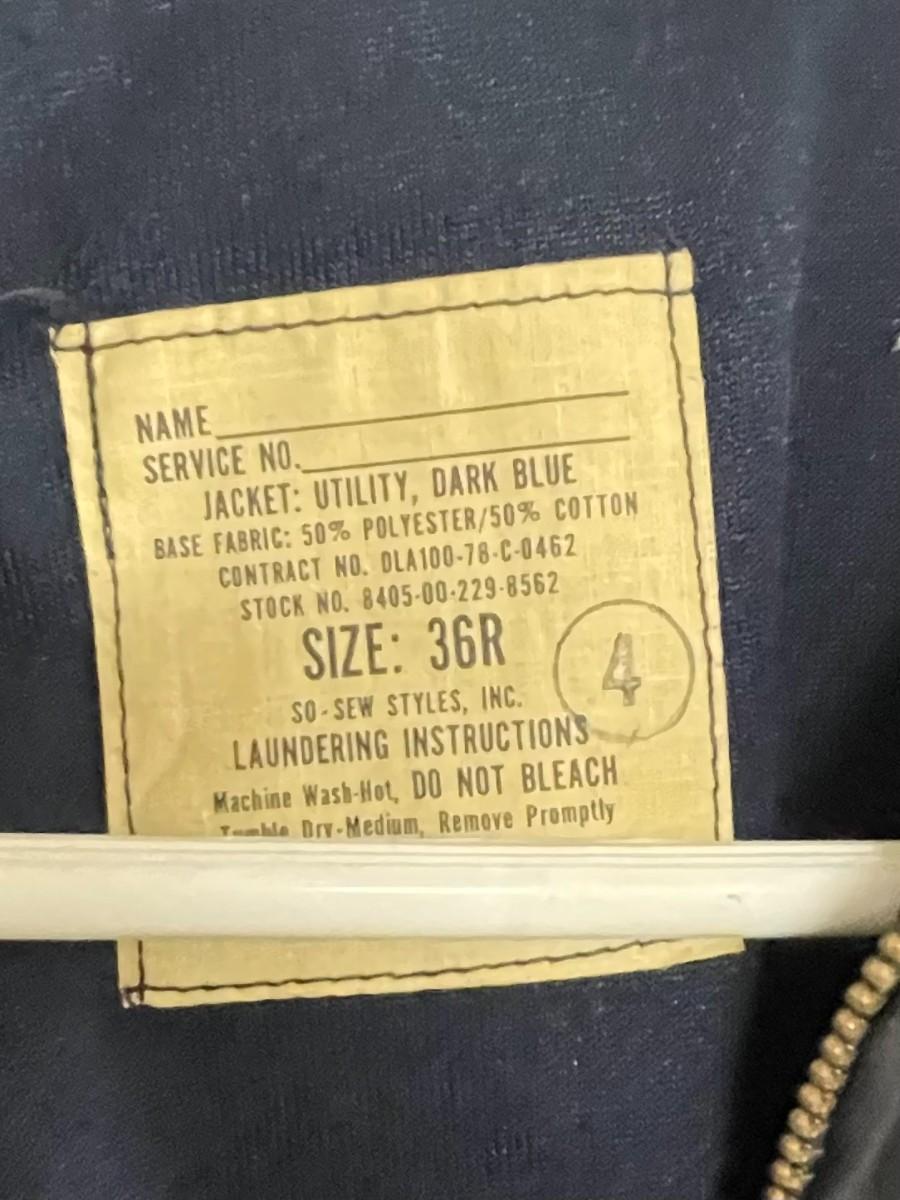 NAME
SERVICE NO.
JACKET: UTILITY, DARK BLUE
BASE FABRIC: 50% POLYESTER/50% COTTON
CONTRACT NO. DLA100-78-C-0462
STOCK NO. 8405-00-229-8562
SIZE: 36R
4
SO-SEW STYLES, INC.
LAUNDERING INSTRUCTIONS
Machine Wash-Hot, DO NOT BLEACH
Tumble Dry-Medium, Remove Promptly